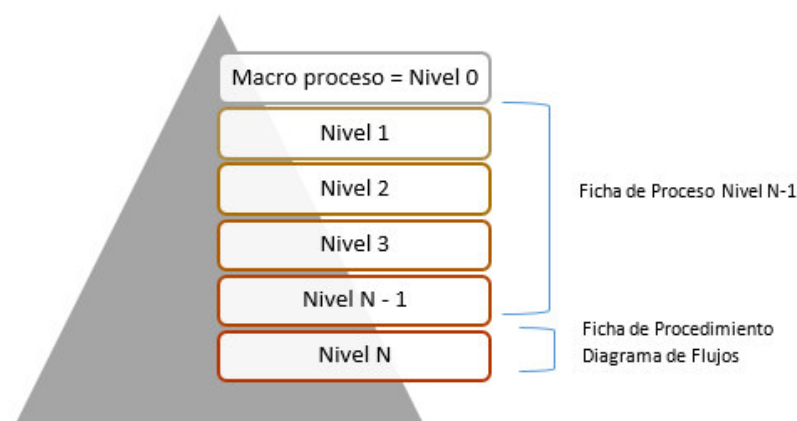 Macro proceso = Nivel 0
Nivel 1
Nivel 2
Nivel 3
Nivel N - 1
Nivel N
Ficha de Proceso Nivel N-1
Ficha de Procedimiento
Diagrama de Flujos